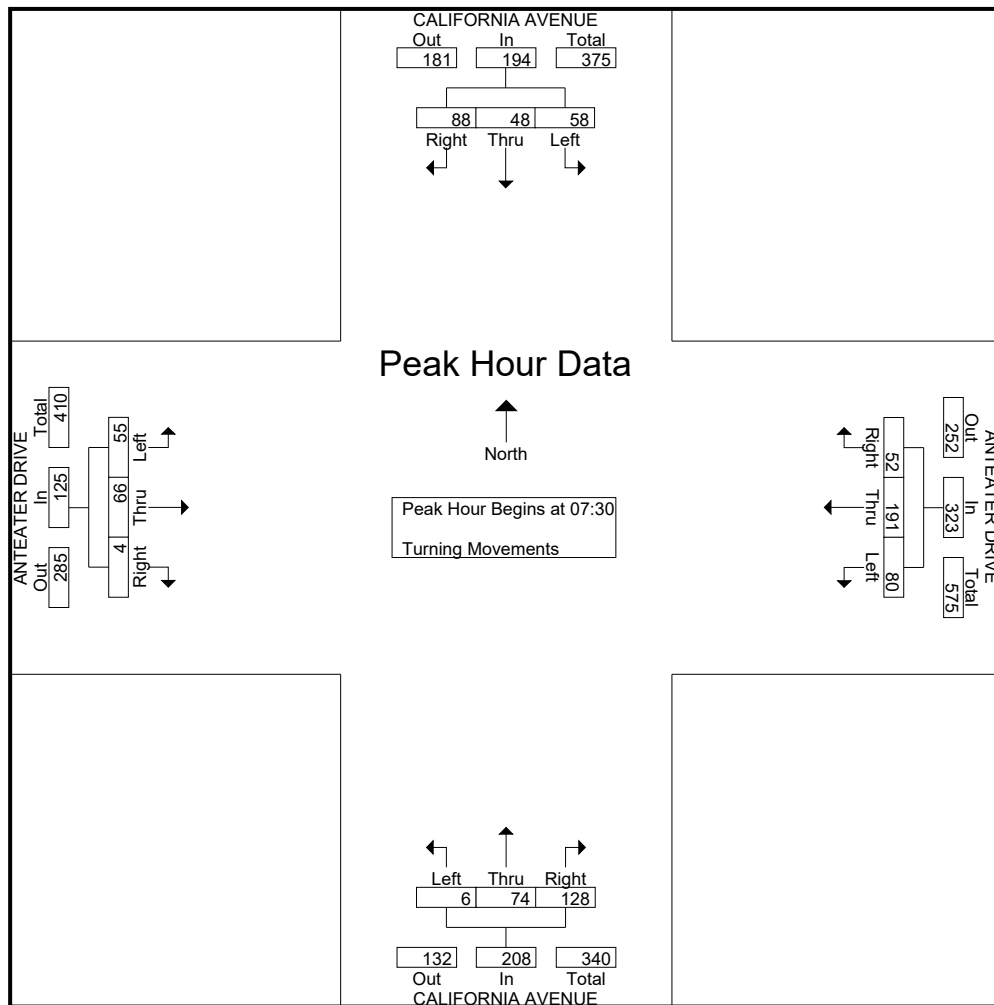 CALIFORNIA AVENUE
Out In Total
181 194 375
88 48 58
Right Thru Left
Peak Hour Data
North
Peak Hour Begins at 07:30
Turning Movements
ANTEATER DRIVE
Out In Total
285 125 410
4 66 55
Right Thru Left
ANTEATER DRIVE
Out In Total
252 323 575
52 191 80
Right Thru Left
Left Thru Right
6 74 128
132 208 340
Out In Total
CALIFORNIA AVENUE